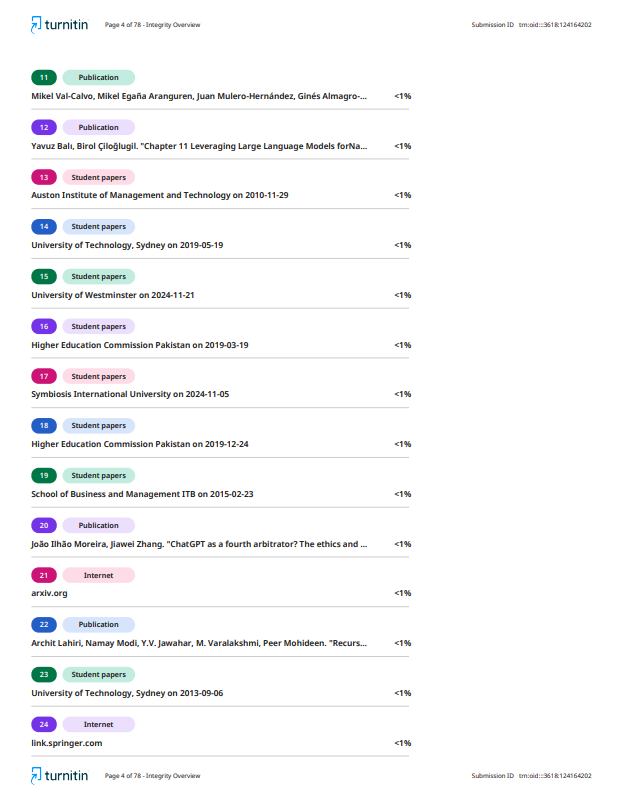 turnitin Page 4 of 78 - Integrity Overview Submission ID trn:oid:::3618:124164202
11 Publication
Mikel Val-Calvo, Mikel Egaña Aranguren, Juan Mulero-Hernández, Ginés Almagro-... <1%
12 Publication
Yavuz Balı, Birol Çiloğlugil. "Chapter 11 Leveraging Large Language Models forNa... <1%
13 Student papers
Auston Institute of Management and Technology on 2010-11-29 <1%
14 Student papers
University of Technology, Sydney on 2019-05-19 <1%
15 Student papers
University of Westminster on 2024-11-21 <1%
16 Student papers
Higher Education Commission Pakistan on 2019-03-19 <1%
17 Student papers
Symbiosis International University on 2024-11-05 <1%
18 Student papers
Higher Education Commission Pakistan on 2019-12-24 <1%
19 Student papers
School of Business and Management ITB on 2015-02-23 <1%
20 Publication
João Ilhão Moreira, Jiawei Zhang. "ChatGPT as a fourth arbitrator? The ethics and ... <1%
21 Internet
arxiv.org <1%
22 Publication
Archit Lahiri, Namay Modi, Y.V. Jawahar, M. Varalakshmi, Peer Mohideen. "Recurs... <1%
23 Student papers
University of Technology, Sydney on 2013-09-06 <1%
24 Internet
link.springer.com <1%
turnitin Page 4 of 78 - Integrity Overview Submission ID trn:oid:::3618:124164202